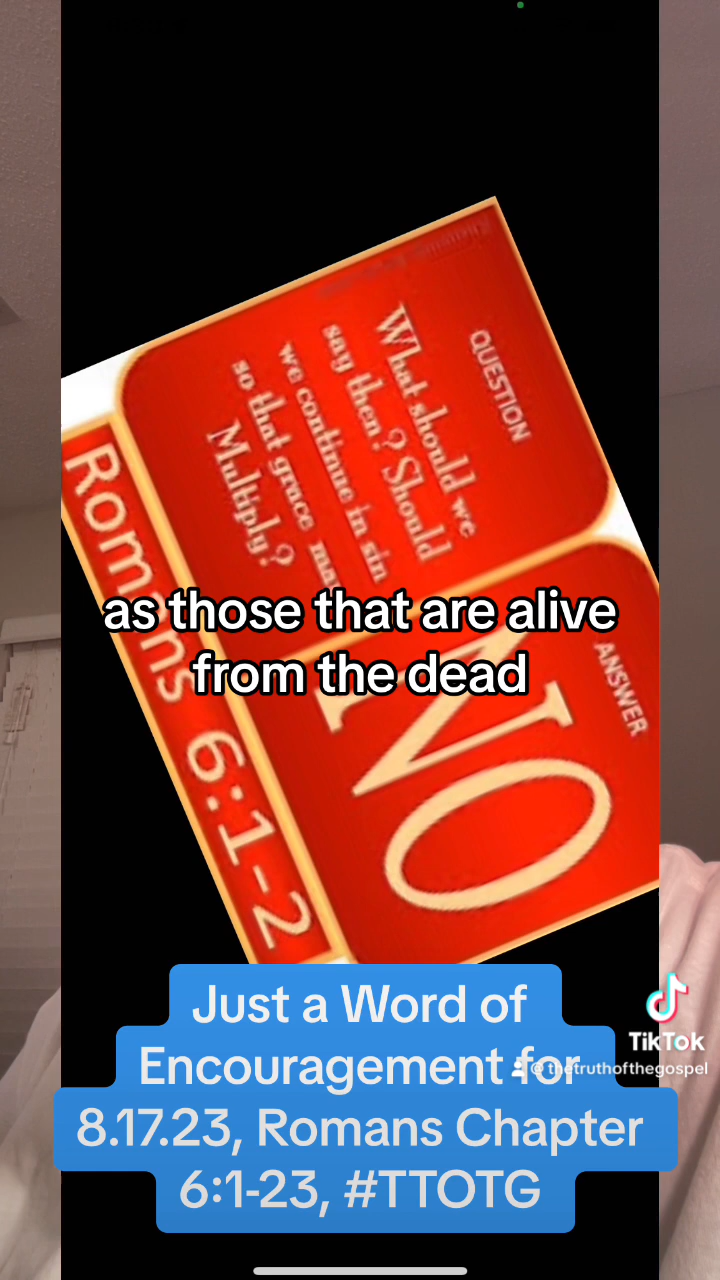 QUESTION
What should we
say then? Should
we continue in sin
so that grace may
Multiply?
ANSWER
NO
Romans 6:1-2
as those that are alive
from the dead
Just a Word of
Encouragement for
8.17.23, Romans Chapter
6:1-23, #TTOTG
TikTok
@thetruthofthegospel